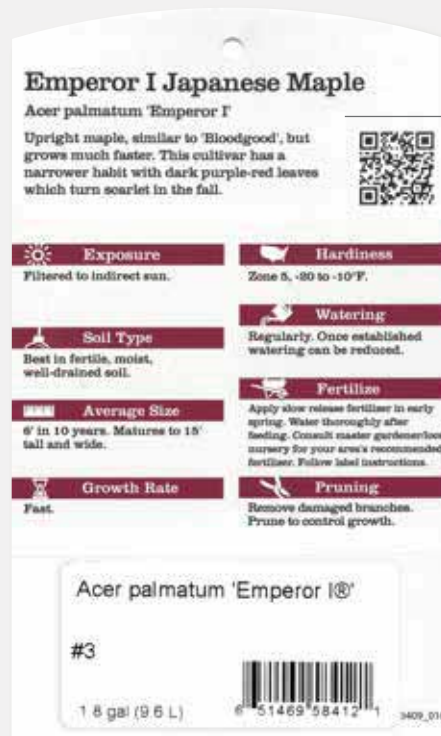 Emperor I Japanese Maple
Acer palmatum 'Emperor I'
Upright maple, similar to 'Bloodgood', but
grows much faster. This cultivar has a
narrower habit with dark purple-red leaves
which turn scarlet in the fall.
Exposure
Filtered to indirect sun.
Soil Type
Best in fertile, moist,
well-drained soil.
Average Size
6' in 10 years. Matures to 15'
tall and wide.
Growth Rate
Fast.
Hardiness
Zone 5, -20 to -10°F.
Watering
Regularly. Once established
watering can be reduced.
Fertilize
Apply slow release fertilizer in early
spring. Water thoroughly after
feeding. Consult master gardener/loc
nursery for your area's recommended
fertilizer. Follow label instructions.
Pruning
Remove damaged branches.
Prune to control growth.
Acer palmatum 'Emperor I®'
#3
1.8 gal (9.6 L)
6 51469 58412 1